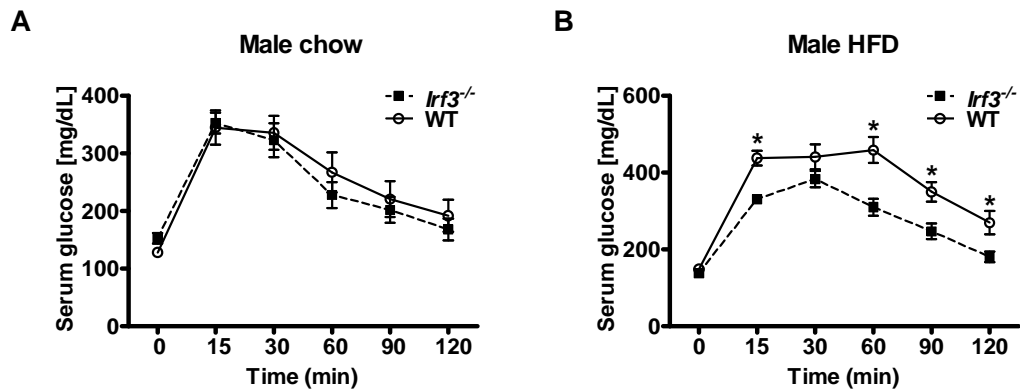 A
Male chow
Serum glucose [mg/dL]
400
300
200
100
0
Irf3-/-
WT
0 15 30 60 90 120
Time (min)
B
Male HFD
Serum glucose [mg/dL]
600
400
200
0
Irf3-/-
WT
* * * *
0 15 30 60 90 120
Time (min)